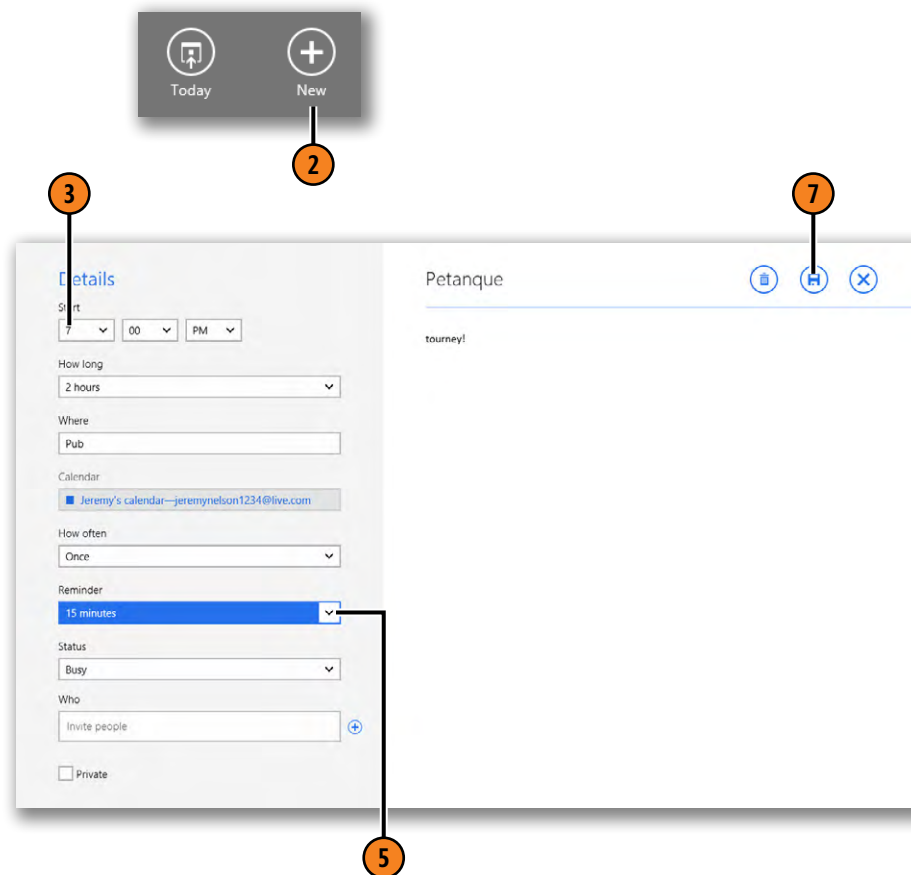 Today New
2
3 7
Details Petanque
Start
7 00 PM tourney!
How long
2 hours
Where
Pub
Calendar
Jeremy's calendar—jeremynelson1234@live.com
How often
Once
Reminder
15 minutes
Status
Busy
Who
Invite people
Private
5